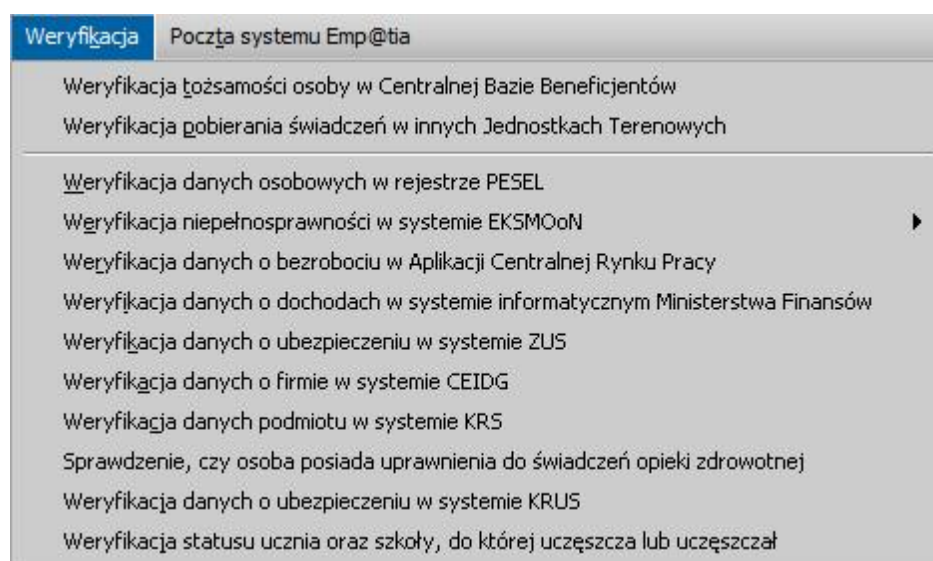 Weryfikacja Poczta systemu Emp@tia
Weryfikacja tożsamości osoby w Centralnej Bazie Beneficjentów
Weryfikacja pobierania świadczeń w innych Jednostkach Terenowych
Weryfikacja danych osobowych w rejestrze PESEL
Weryfikacja niepełnosprawności w systemie EKSMOoN
Weryfikacja danych o bezrobociu w Aplikacji Centralnej Rynku Pracy
Weryfikacja danych o dochodach w systemie informatycznym Ministerstwa Finansów
Weryfikacja danych o ubezpieczeniu w systemie ZUS
Weryfikacja danych o firmie w systemie CEIDG
Weryfikacja danych podmiotu w systemie KRS
Sprawdzenie, czy osoba posiada uprawnienia do świadczeń opieki zdrowotnej
Weryfikacja danych o ubezpieczeniu w systemie KRUS
Weryfikacja statusu ucznia oraz szkoły, do której uczęszcza lub uczęszczał